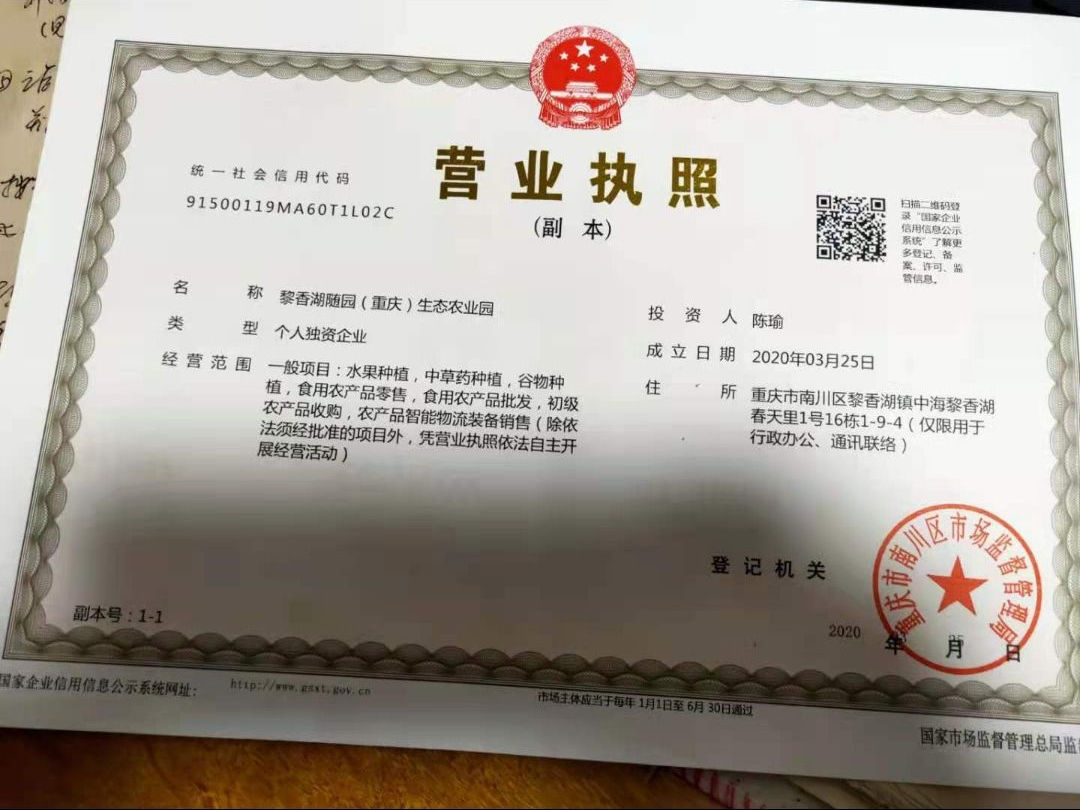 营业执照
(副 本)
统一社会信用代码
91500119MA60T1L02C
扫描二维码登
录“国家企业
信用信息公示
系统”了解更
多登记、备
案、许可、监
管信息。
名 称 黎香湖随园（重庆）生态农业园
类 型 个人独资企业
经营范围 一般项目：水果种植，中草药种植，谷物种
植，食用农产品零售，食用农产品批发，初级
农产品收购，农产品智能物流装备销售（除依
法须经批准的项目外，凭营业执照依法自主开
展经营活动）
投 资 人 陈瑜
成立日期 2020年03月25日
住 所 重庆市南川区黎香湖镇中海黎香湖
春天里1号16栋1-9-4（仅限用于
行政办公、通讯联络）
登记机关
重庆市南川区市场监督管理局
2020 年 月 25 日
副本号：1-1
国家企业信用信息公示系统网址：
http://www.gsxt.gov.cn
市场主体应当于每年 1月1日至 6月 30日通过
国家市场监督管理总局监